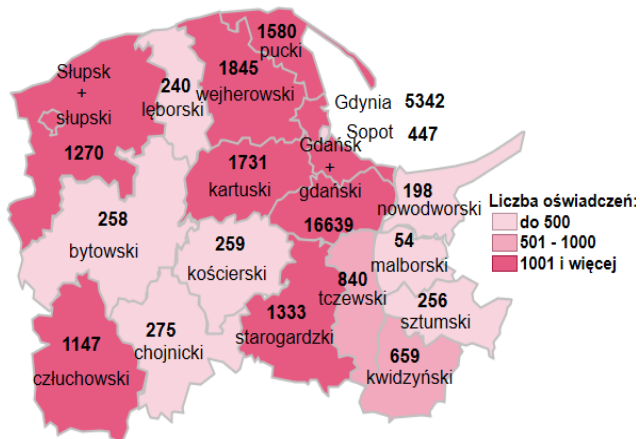 1580
pucki
Słupsk
+
słupski
1270
240
lęborski
1845
wejherowski
Gdynia 5342
Sopot 447
1731
kartuski
Gdańsk
+
gdański
16639
198
nowodworski
258
bytowski
259
kościerski
54
malborski
840
tczewski
256
sztumski
1333
starogardzki
275
chojnicki
1147
człuchowski
659
kwidzyński
Liczba oświadczeń:
do 500
501 - 1000
1001 i więcej